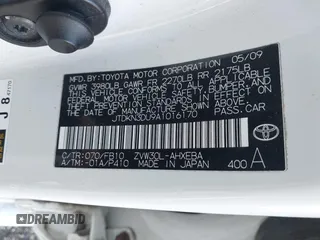 MFD. BY: TOYOTA MOTOR CORPORATION 05/09
GVWR 3980LB GAWR FR 2270LB RR 2175LB
THIS VEHICLE CONFORMS TO ALL APPLICABLE
FEDERAL MOTOR VEHICLE SAFETY, BUMPER, AND
THEFT PREVENTION STANDARDS IN EFFECT ON THE
DATE OF MANUFACTURE SHOWN ABOVE.
JTDKN3DU9A1016170
C/TR: 070/FB10 ZVW30L-AHXEBA
A/TM: -01A/P410 MADE IN JAPAN 400 A
TOYOTA
J 8
© DREAMBID